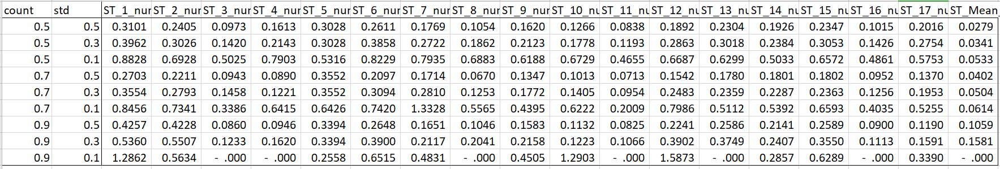 count std ST_1_nur ST_2_nur ST_3_nur ST_4_nur ST_5_nur ST_6_nur ST_7_nur ST_8_nur ST_9_nur ST_10_nu ST_11_nu ST_12_nu ST_13_nu ST_14_nu ST_15_nu ST_16_nu ST_17_nu ST_Mean_
0.5 0.5 0.3101 0.2405 0.0973 0.1613 0.3028 0.2611 0.1769 0.1054 0.1620 0.1266 0.0838 0.1892 0.2304 0.1926 0.2347 0.1015 0.2016 0.0279
0.5 0.3 0.3962 0.3026 0.1420 0.2143 0.3028 0.3858 0.2722 0.1862 0.2123 0.1778 0.1193 0.2863 0.3018 0.2384 0.3053 0.1426 0.2754 0.0341
0.5 0.1 0.8828 0.6928 0.5025 0.7903 0.5316 0.8229 0.7935 0.6883 0.6188 0.6729 0.4655 0.6687 0.6299 0.5033 0.6572 0.4861 0.5753 0.0533
0.7 0.5 0.2703 0.2211 0.0943 0.0890 0.3552 0.2097 0.1714 0.0670 0.1347 0.1013 0.0713 0.1542 0.1780 0.1801 0.1802 0.0952 0.1370 0.0402
0.7 0.3 0.3554 0.2793 0.1458 0.1221 0.3552 0.3094 0.2810 0.1253 0.1772 0.1405 0.0954 0.2483 0.2359 0.2287 0.2363 0.1256 0.1953 0.0504
0.7 0.1 0.8456 0.7341 0.3386 0.6415 0.6426 0.7420 1.3328 0.5565 0.4395 0.6222 0.2009 0.7986 0.5112 0.5392 0.6593 0.4035 0.5255 0.0614
0.9 0.5 0.4257 0.4228 0.0860 0.0946 0.3394 0.2648 0.1651 0.1046 0.1583 0.1132 0.0825 0.2241 0.2586 0.2141 0.2589 0.0900 0.1190 0.1059
0.9 0.3 0.5360 0.5507 0.1233 0.1620 0.3394 0.3900 0.2117 0.2041 0.2158 0.1223 0.1066 0.3902 0.3749 0.2407 0.3550 0.1113 0.1591 0.1581
0.9 0.1 1.2862 0.5634 - .000 - .000 0.2558 0.6515 0.4831 - .000 0.4505 1.2903 - .000 1.5873 - .000 0.2857 0.6289 - .000 0.3390 - .000